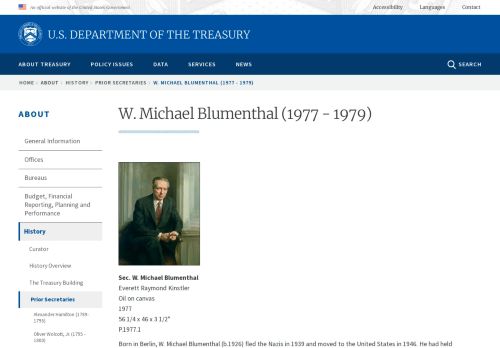 An official website of the United States Government
Accessibility Languages Contact
U.S. DEPARTMENT OF THE TREASURY
ABOUT TREASURY POLICY ISSUES DATA SERVICES NEWS SEARCH
HOME › ABOUT › HISTORY › PRIOR SECRETARIES › W. MICHAEL BLUMENTHAL (1977 - 1979)
ABOUT
General Information
Offices
Bureaus
Budget, Financial
Reporting, Planning and
Performance
History
Curator
History Overview
The Treasury Building
Prior Secretaries
Alexander Hamilton (1789 -
1795)
Oliver Wolcott, Jr. (1795 -
1800)
W. Michael Blumenthal (1977 - 1979)
Sec. W. Michael Blumenthal
Everett Raymond Kinstler
Oil on canvas
1977
56 1/4 x 46 x 3 1/2"
P.1977.1
Born in Berlin, W. Michael Blumenthal (b.1926) fled the Nazis in 1939 and moved to the United States in 1946. He had held